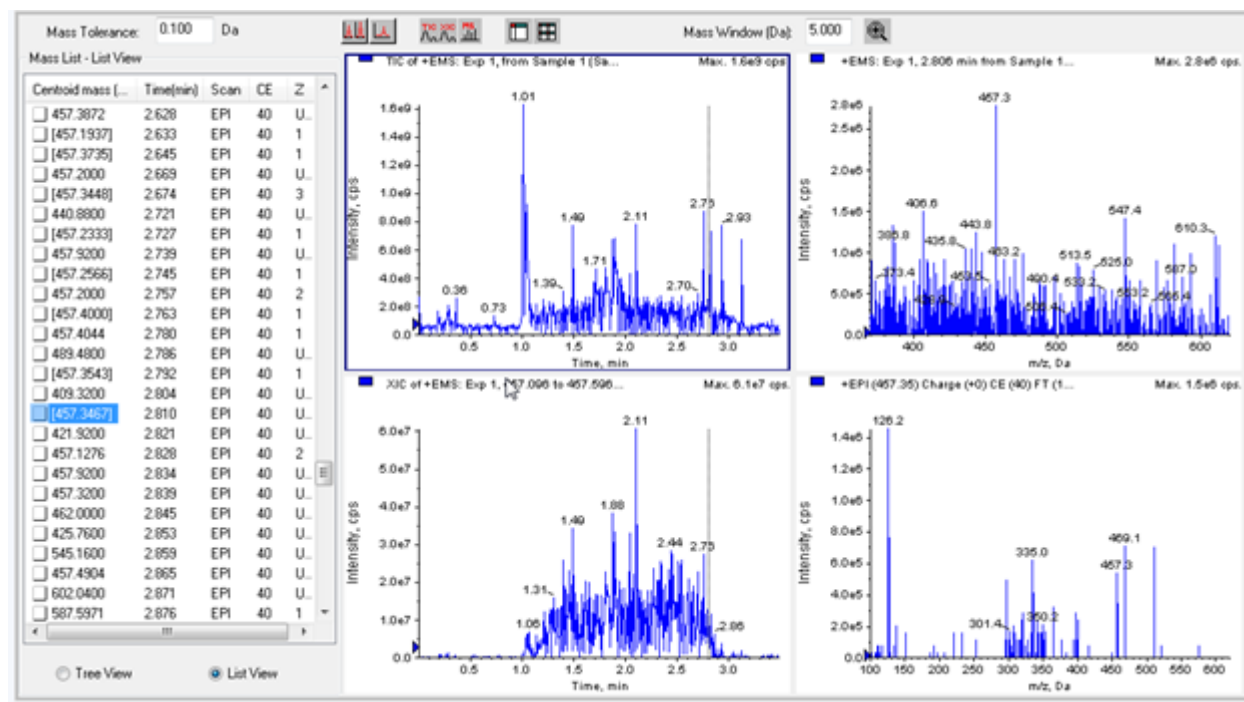 Mass Tolerance: 0.100 Da
Mass Window (Da): 5.000
Mass List - List View
Centroid mass (... Time(min) Scan CE Z
457.3872 2.628 EPI 40 U..
[457.1937] 2.633 EPI 40 1
[457.3735] 2.645 EPI 40 1
457.2000 2.669 EPI 40 U..
[457.3448] 2.674 EPI 40 3
440.8800 2.721 EPI 40 U..
[457.2333] 2.727 EPI 40 1
457.9200 2.739 EPI 40 U..
[457.2566] 2.745 EPI 40 1
457.2000 2.757 EPI 40 2
[457.4000] 2.763 EPI 40 1
457.4044 2.780 EPI 40 1
489.4800 2.786 EPI 40 U..
[457.3543] 2.792 EPI 40 1
409.3200 2.804 EPI 40 U..
[457.3467] 2.810 EPI 40 U..
421.9200 2.821 EPI 40 U..
457.1276 2.828 EPI 40 2
457.9200 2.834 EPI 40 U..
457.3200 2.839 EPI 40 U..
462.0000 2.845 EPI 40 U..
425.7600 2.853 EPI 40 U..
545.1600 2.859 EPI 40 U..
457.4904 2.865 EPI 40 U..
602.0400 2.871 EPI 40 U..
587.5971 2.876 EPI 40 1
Tree View List View
TIC of +EMS: Exp 1, from Sample 1 (Sa... Max. 1.6e9 cps.
1.01
1.6e9
1.4e9
1.2e9
1.0e9
8.0e8
6.0e8
4.0e8
2.0e8
0.0
Intensity, cps
0.36 0.73 1.39 1.49 1.71 2.11 2.70 2.75 2.93
0.5 1.0 1.5 2.0 2.5 3.0
Time, min
+EMS: Exp 1, 2.806 min from Sample 1... Max. 2.8e6 cps.
457.3
2.8e6
2.5e6
2.0e6
1.5e6
1.0e6
5.0e5
0.0
Intensity, cps
406.6 547.4
385.8 435.8 443.8 463.2 513.5 525.0 610.3
373.4 453.5 490.4 533.2 587.0
563.2
400 450 500 550 600
m/z, Da
XIC of +EMS: Exp 1, 457.096 to 457.596... Max. 6.1e7 cps.
2.11
6.0e7
5.0e7
4.0e7
3.0e7
2.0e7
1.0e7
0.0
Intensity, cps
1.06 1.31 1.49 1.88 2.44 2.75 2.86
0.5 1.0 1.5 2.0 2.5 3.0
Time, min
+EPI (457.35) Charge (+0) CE (40) FT (1... Max. 1.5e6 cps.
126.2
1.4e6
1.2e6
1.0e6
8.0e5
6.0e5
4.0e5
2.0e5
0.0
Intensity, cps
301.4 335.0 350.2 457.3 469.1
100 150 200 250 300 350 400 450 500 550 600
m/z, Da